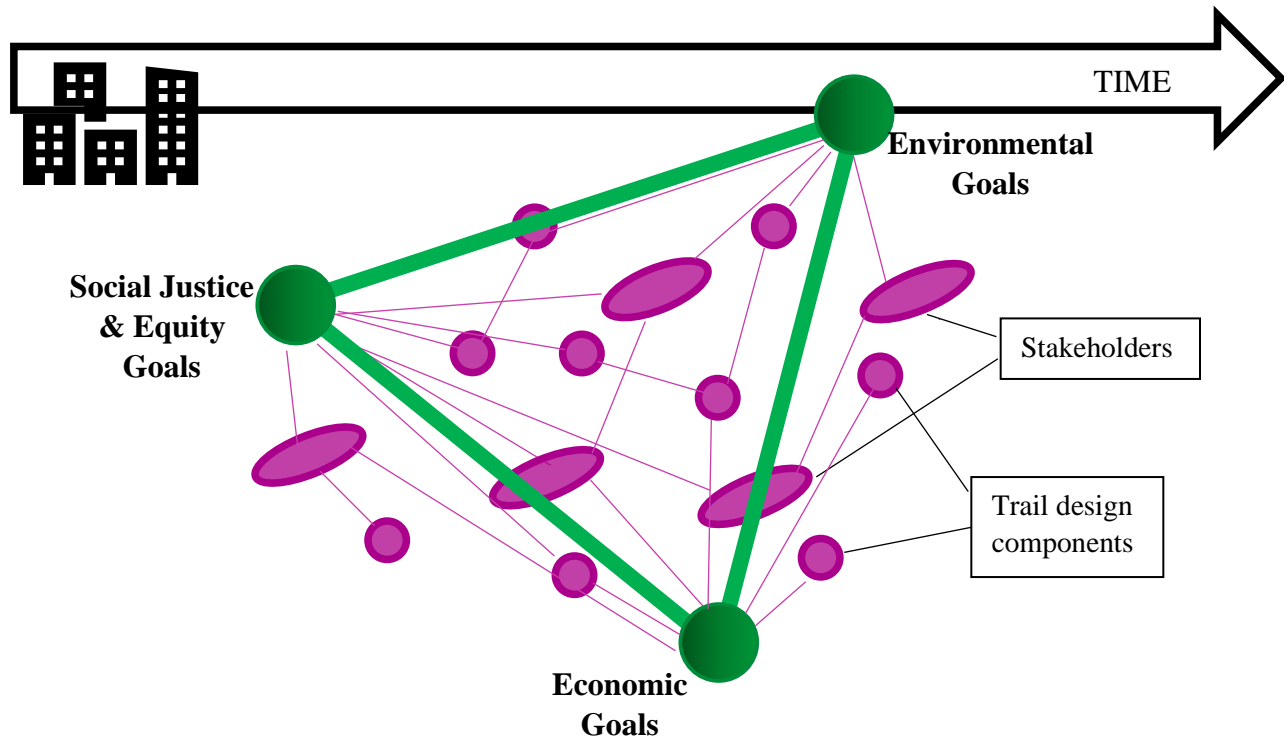 TIME
Environmental
Goals
Social Justice
& Equity
Goals
Stakeholders
Trail design
components
Economic
Goals